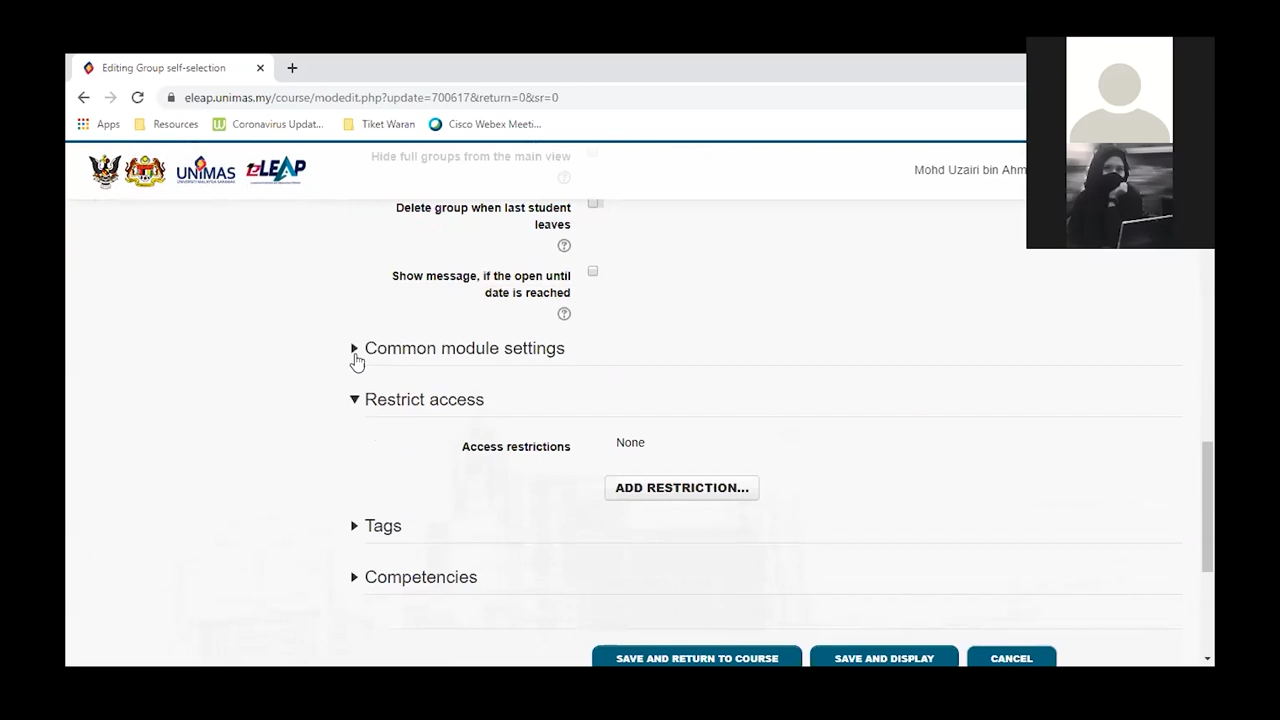 Editing Group self-selection
eleap.unimas.my/course/modedit.php?update=700617&return=0&sr=0
Apps Resources Coronavirus Updat... Tiket Waran Cisco Webex Meeti...
UNIMAS eLEAP Mohd Uzairi bin Ahm
Hide full groups from the main view
Delete group when last student
leaves
Show message, if the open until
date is reached
Common module settings
Restrict access
Access restrictions None
ADD RESTRICTION...
Tags
Competencies
SAVE AND RETURN TO COURSE SAVE AND DISPLAY CANCEL